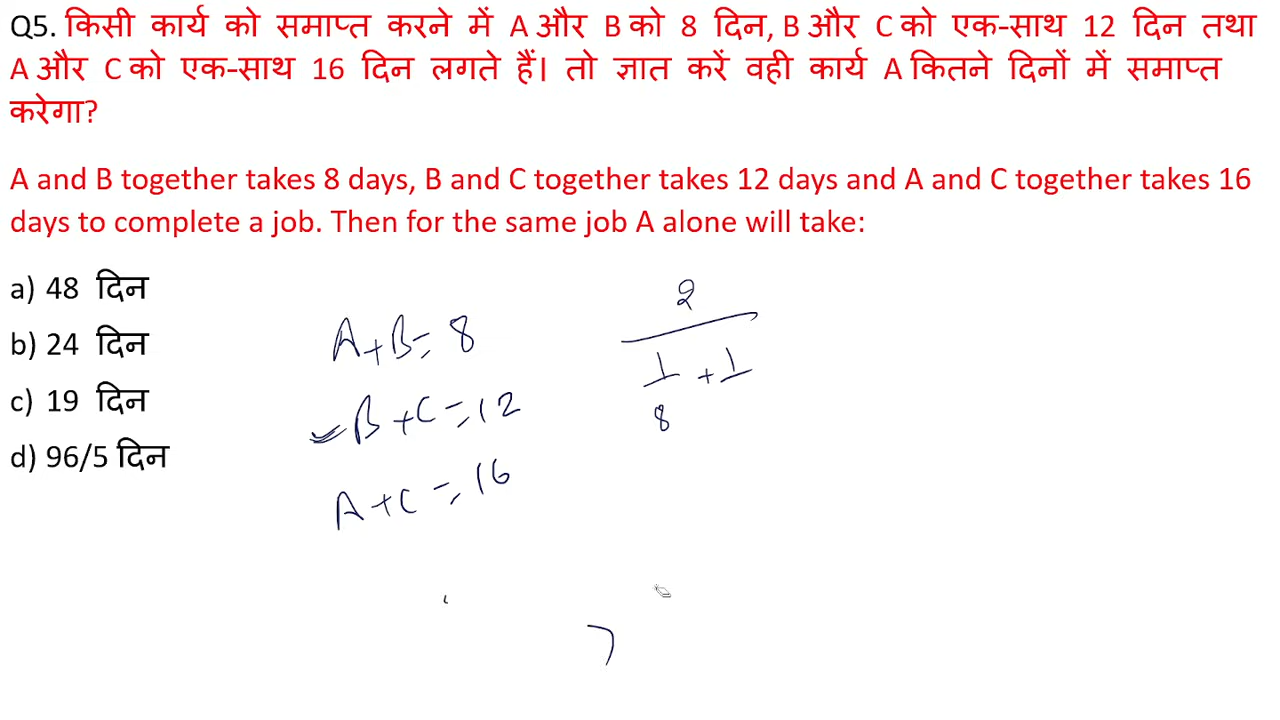 Q5. किसी कार्य को समाप्त करने में A और B को 8 दिन, B और C को एक-साथ 12 दिन तथा
A और C को एक-साथ 16 दिन लगते हैं। तो ज्ञात करें वही कार्य A कितने दिनों में समाप्त
करेगा?
A and B together takes 8 days, B and C together takes 12 days and A and C together takes 16
days to complete a job. Then for the same job A alone will take:
a) 48 दिन
b) 24 दिन
c) 19 दिन
d) 96/5 दिन
A+B=8
B+C=12
A+C=16
2
1 + 1
8